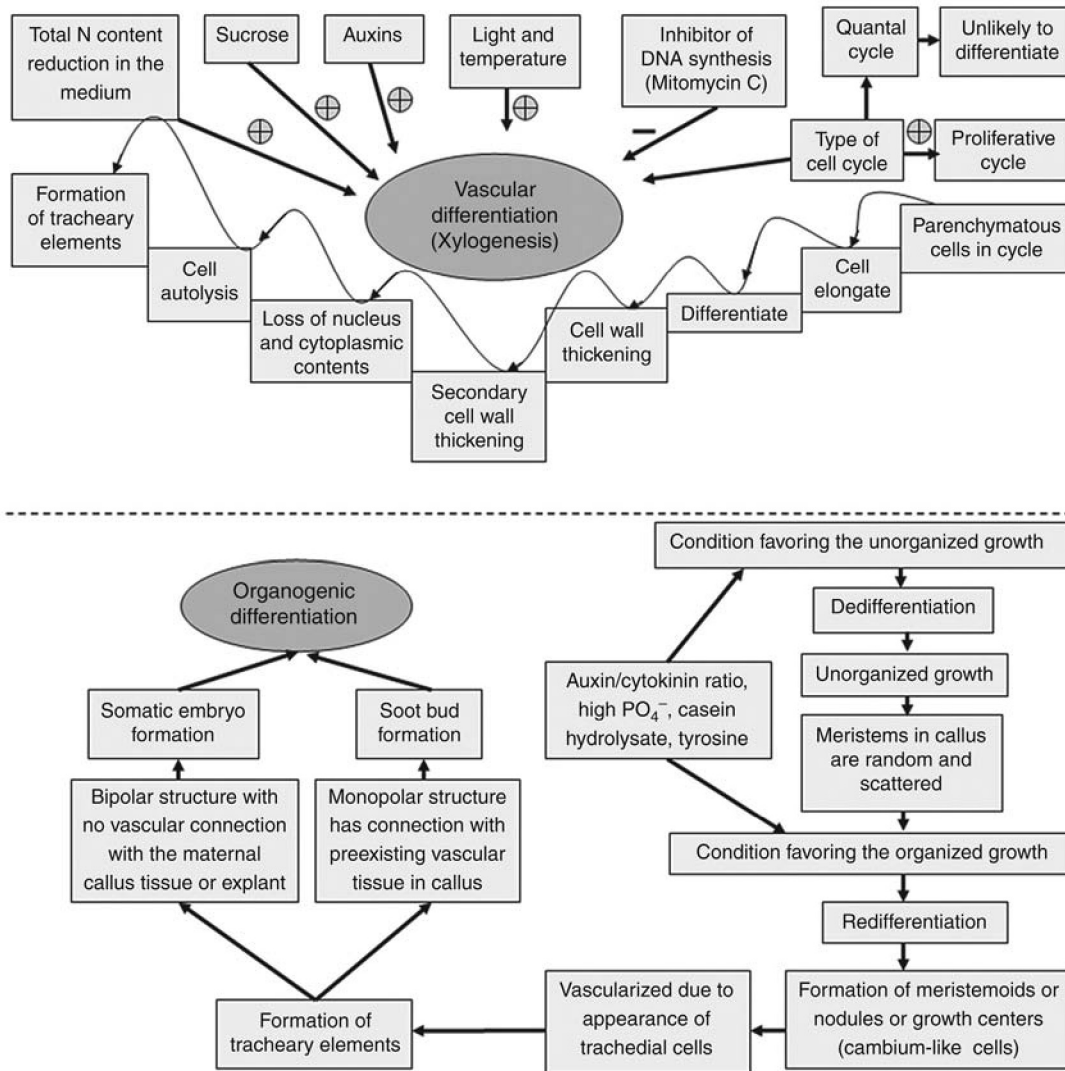 Total N content
reduction in the
medium
Sucrose
Auxins
Light and
temperature
Inhibitor of
DNA synthesis
(Mitomycin C)
Quantal
cycle
Unlikely to
differentiate
Type of
cell cycle
Proliferative
cycle
Vascular
differentiation
(Xylogenesis)
Formation
of tracheary
elements
Cell
autolysis
Loss of nucleus
and cytoplasmic
contents
Secondary
cell wall
thickening
Cell wall
thickening
Differentiate
Cell
elongate
Parenchymatous
cells in cycle
Organogenic
differentiation
Somatic embryo
formation
Soot bud
formation
Bipolar structure with
no vascular connection
with the maternal
callus tissue or explant
Monopolar structure
has connection with
preexisting vascular
tissue in callus
Formation of
tracheary elements
Auxin/cytokinin ratio,
high PO₄⁻, casein
hydrolysate, tyrosine
Condition favoring the unorganized growth
Dedifferentiation
Unorganized growth
Meristems in callus
are random and
scattered
Condition favoring the organized growth
Redifferentiation
Formation of meristemoids or
nodules or growth centers
(cambium-like cells)
Vascularized due to
appearance of
trachedial cells